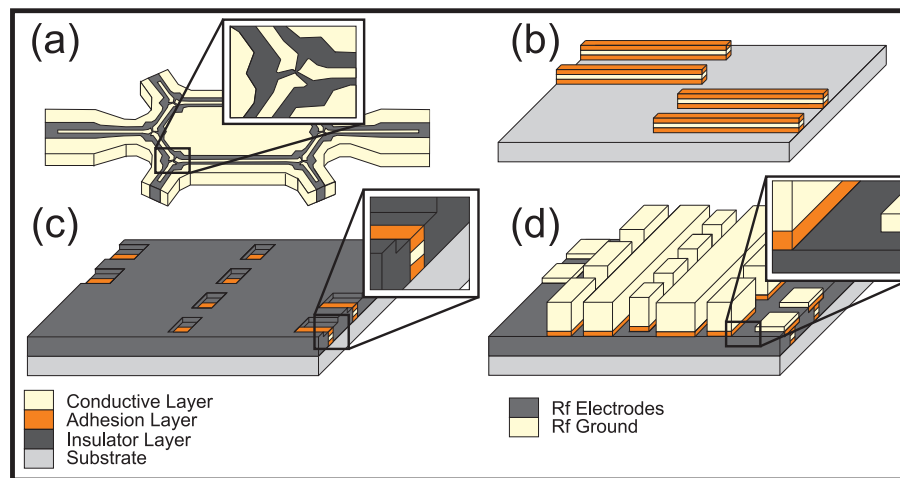 (a)
(b)
(c)
(d)
Conductive Layer
Adhesion Layer
Insulator Layer
Substrate
Rf Electrodes
Rf Ground